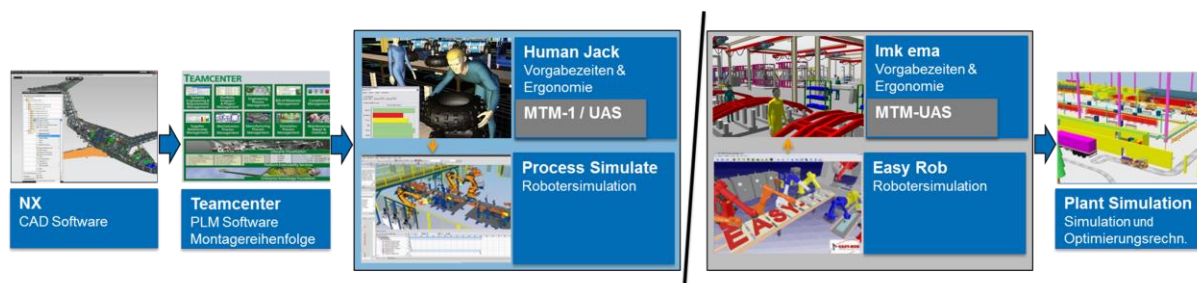 NX
CAD Software
TEAMCENTER
Teamcenter
PLM Software
Montagereihenfolge
Human Jack
Vorgabezeiten &
Ergonomie
MTM-1 / UAS
Process Simulate
Robotersimulation
Imk ema
Vorgabezeiten &
Ergonomie
MTM-UAS
Easy Rob
Robotersimulation
Plant Simulation
Simulation und
Optimierungsrechn.